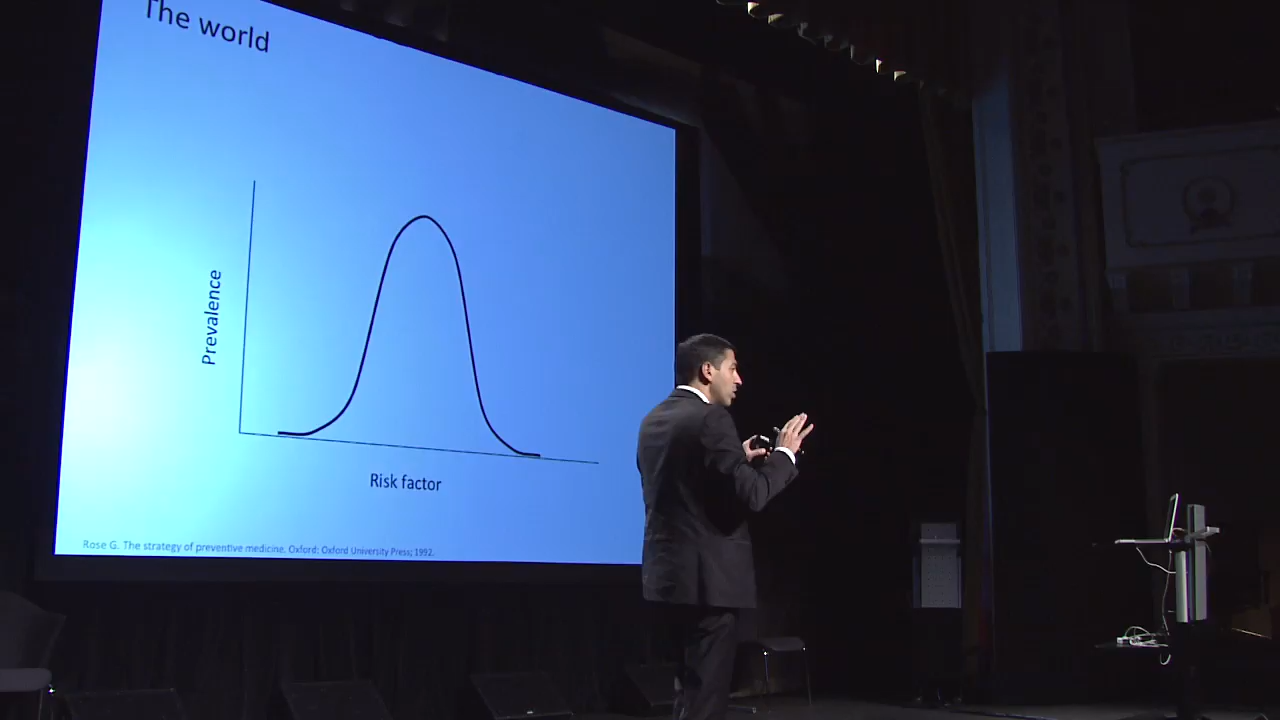 The world
Prevalence
Risk factor
Rose G. The strategy of preventive medicine. Oxford: Oxford University Press; 1992.